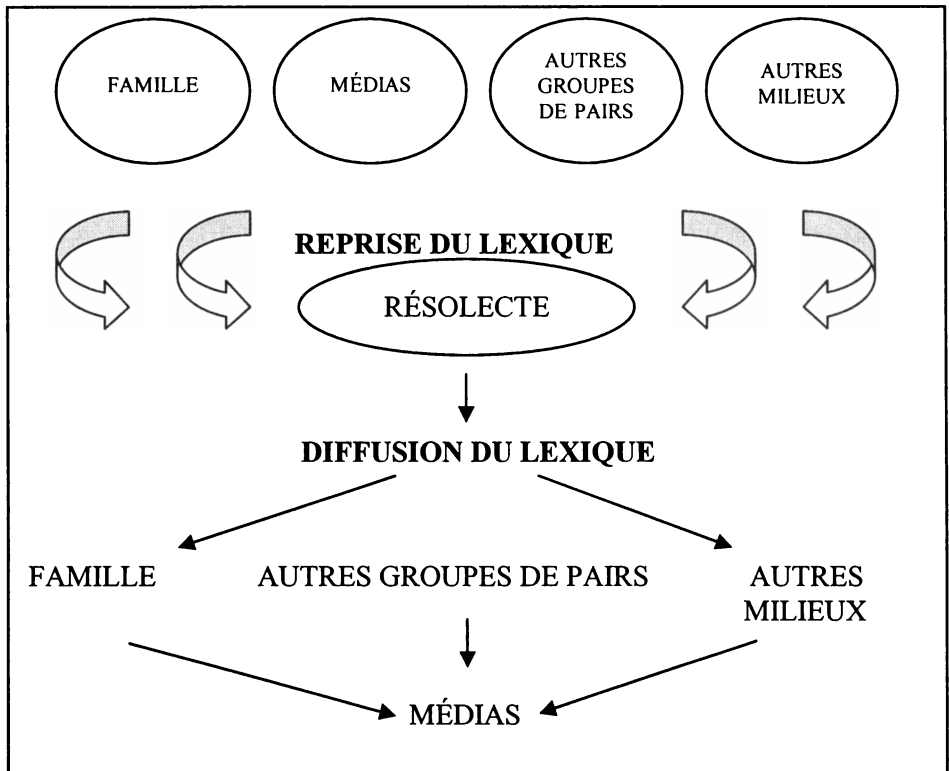 FAMILLE
MÉDIAS
AUTRES
GROUPES
DE PAIRS
AUTRES
MILIEUX
REPRISE DU LEXIQUE
RÉSOLECTE
DIFFUSION DU LEXIQUE
FAMILLE
AUTRES GROUPES DE PAIRS
AUTRES
MILIEUX
MÉDIAS